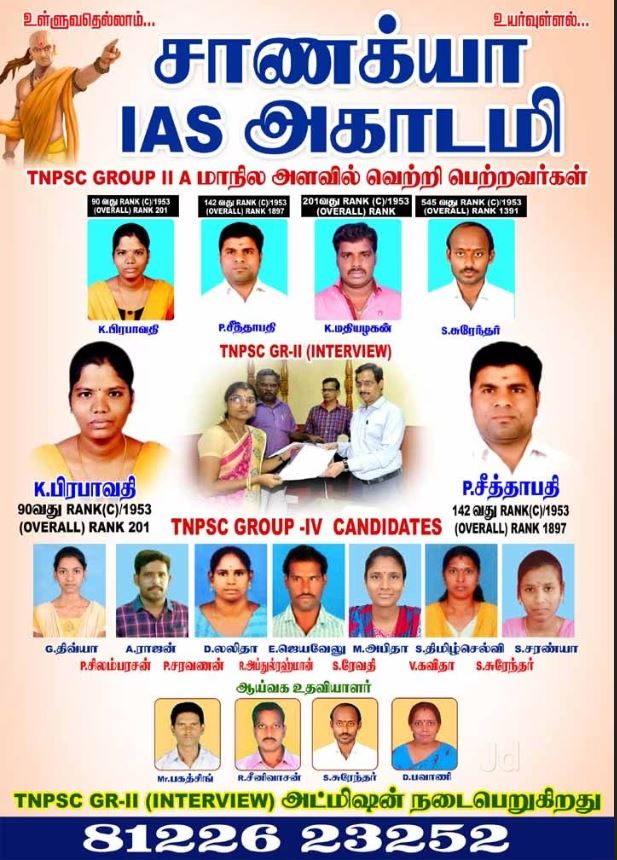 உள்ளுவதெல்லாம்... உயர்வுள்ளல்...
சாணக்யா
IAS அகாடமி
TNPSC GROUP II A மாநில அளவில் வெற்றி பெற்றவர்கள்
90 வது RANK (C)/1953 142 வது RANK (C)/1953 201வது RANK (C)/1953 545 வது RANK (C)/1953
(OVERALL) RANK 201 (OVERALL) RANK 1897 (OVERALL) RANK (OVERALL) RANK 1391
K.பிரபாவதி P.சீத்தாபதி K.மதியழகன் S.சுரேந்தர்
TNPSC GR-II (INTERVIEW)
K.பிரபாவதி P.சீத்தாபதி
90வது RANK(C)/1953 142 வது RANK(C)/1953
(OVERALL) RANK 201 (OVERALL) RANK 1897
TNPSC GROUP -IV CANDIDATES
G.திவ்யா A.ராஜன் D.லலிதா E.ஜெயவேலு M.அபிதா S.திமிழ்செல்வி S.சரண்யா
P.சிலம்பரசன் P.சரவணன் R.அப்துல்ரஹ்மான் S.ரேவதி V.கவிதா S.சுரேந்தர்
ஆய்வக உதவியாளர்
Mr.பகத்சிங் R.சீனிவாசன் S.சுரேந்தர் D.பவாணி
Jd
TNPSC GR-II (INTERVIEW) அட்மிஷன் நடைபெறுகிறது
81226 23252